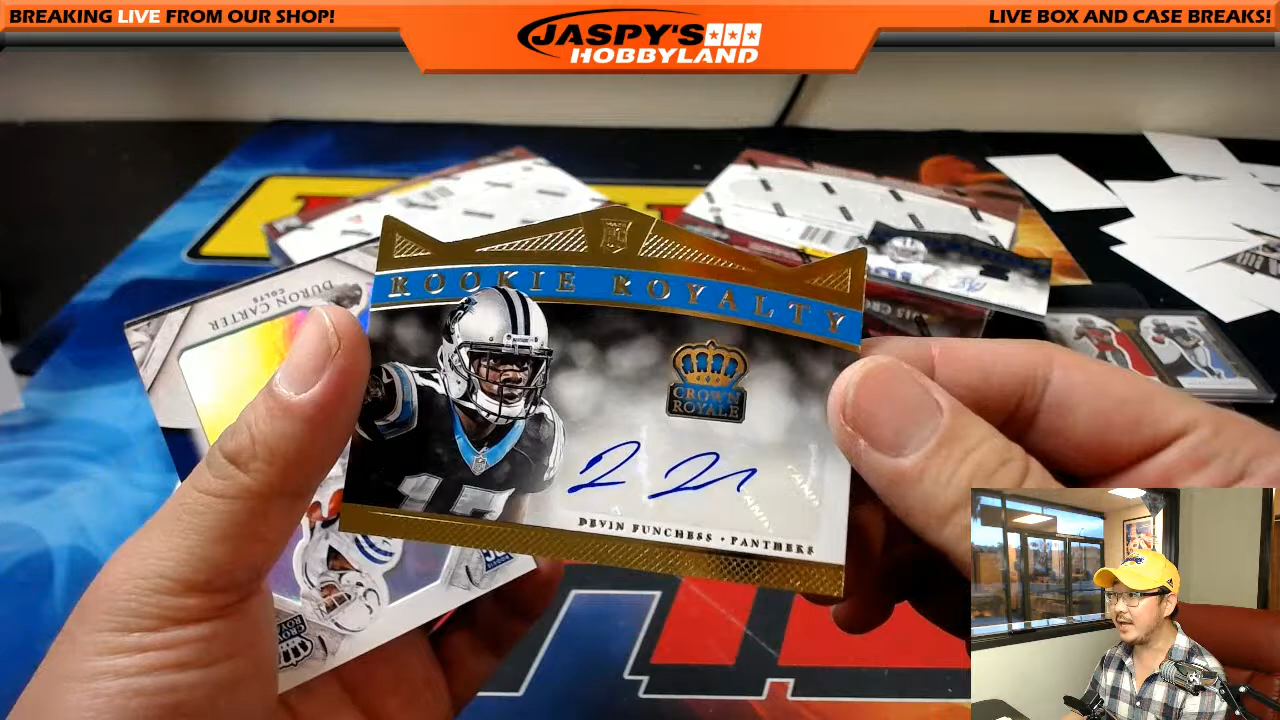 BREAKING LIVE FROM OUR SHOP!
JASPY'S
HOBBYLAND
LIVE BOX AND CASE BREAKS!
ROOKIE ROYALTY
CROWN
ROYALE
DEVIN FUNCHESS • PANTHERS
DURON CARTER
COLTS
17